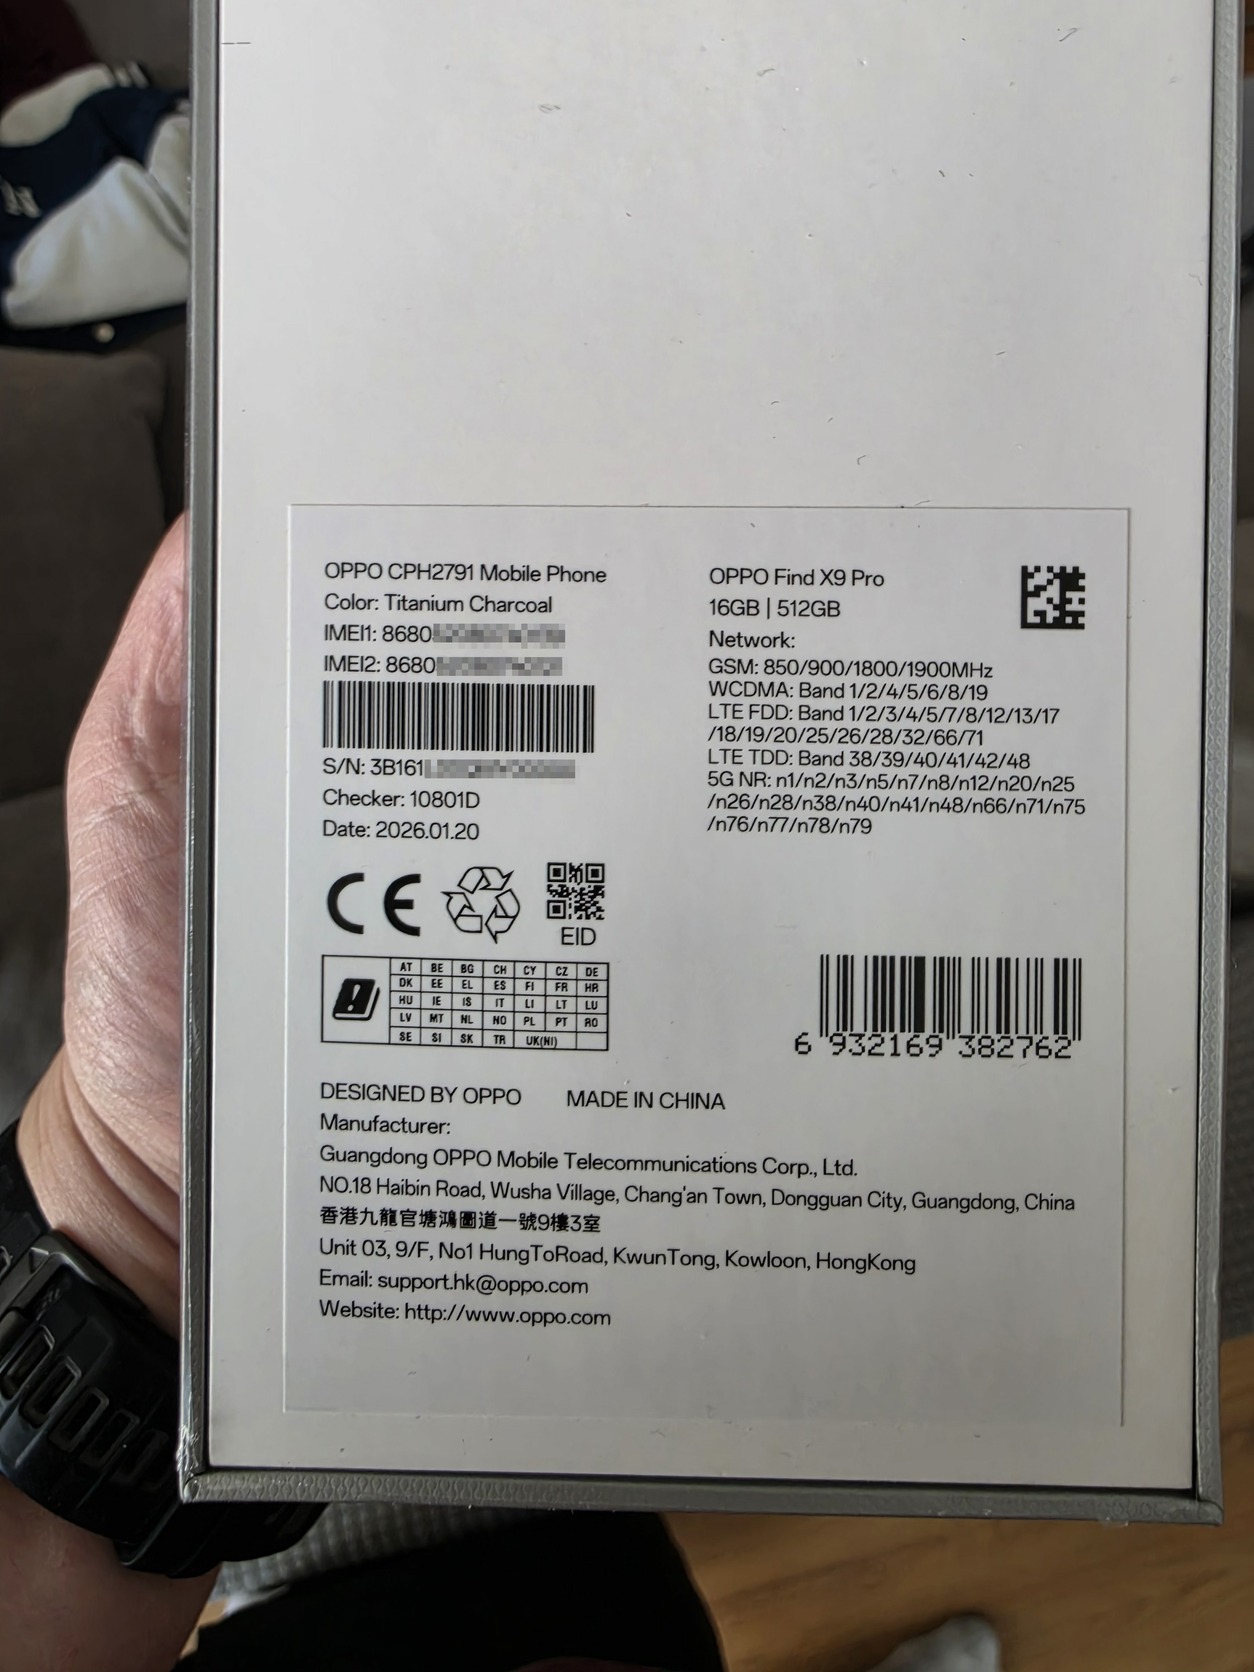 OPPO CPH2791 Mobile Phone
Color: Titanium Charcoal
IMEI1: 8680
IMEI2: 8680
S/N: 3B161
Checker: 10801D
Date: 2026.01.20
CE
EID
AT BE BG CH CY CZ DE
DK EE EL ES FI FR HR
HU IE IS IT LI LT LU
LV MT NL NO PL PT RO
SE SI SK TR UK(NI)
OPPO Find X9 Pro
16GB | 512GB
Network:
GSM: 850/900/1800/1900MHz
WCDMA: Band 1/2/4/5/6/8/19
LTE FDD: Band 1/2/3/4/5/7/8/12/13/17
/18/19/20/25/26/28/32/66/71
LTE TDD: Band 38/39/40/41/42/48
5G NR: n1/n2/n3/n5/n7/n8/n12/n20/n25
/n26/n28/n38/n40/n41/n48/n66/n71/n75
/n76/n77/n78/n79
6 932169 382762
DESIGNED BY OPPO MADE IN CHINA
Manufacturer:
Guangdong OPPO Mobile Telecommunications Corp., Ltd.
NO.18 Haibin Road, Wusha Village, Chang'an Town, Dongguan City, Guangdong, China
香港九龍官塘鴻圖道一號9樓3室
Unit 03, 9/F, No1 HungToRoad, KwunTong, Kowloon, HongKong
Email: support.hk@oppo.com
Website: http://www.oppo.com